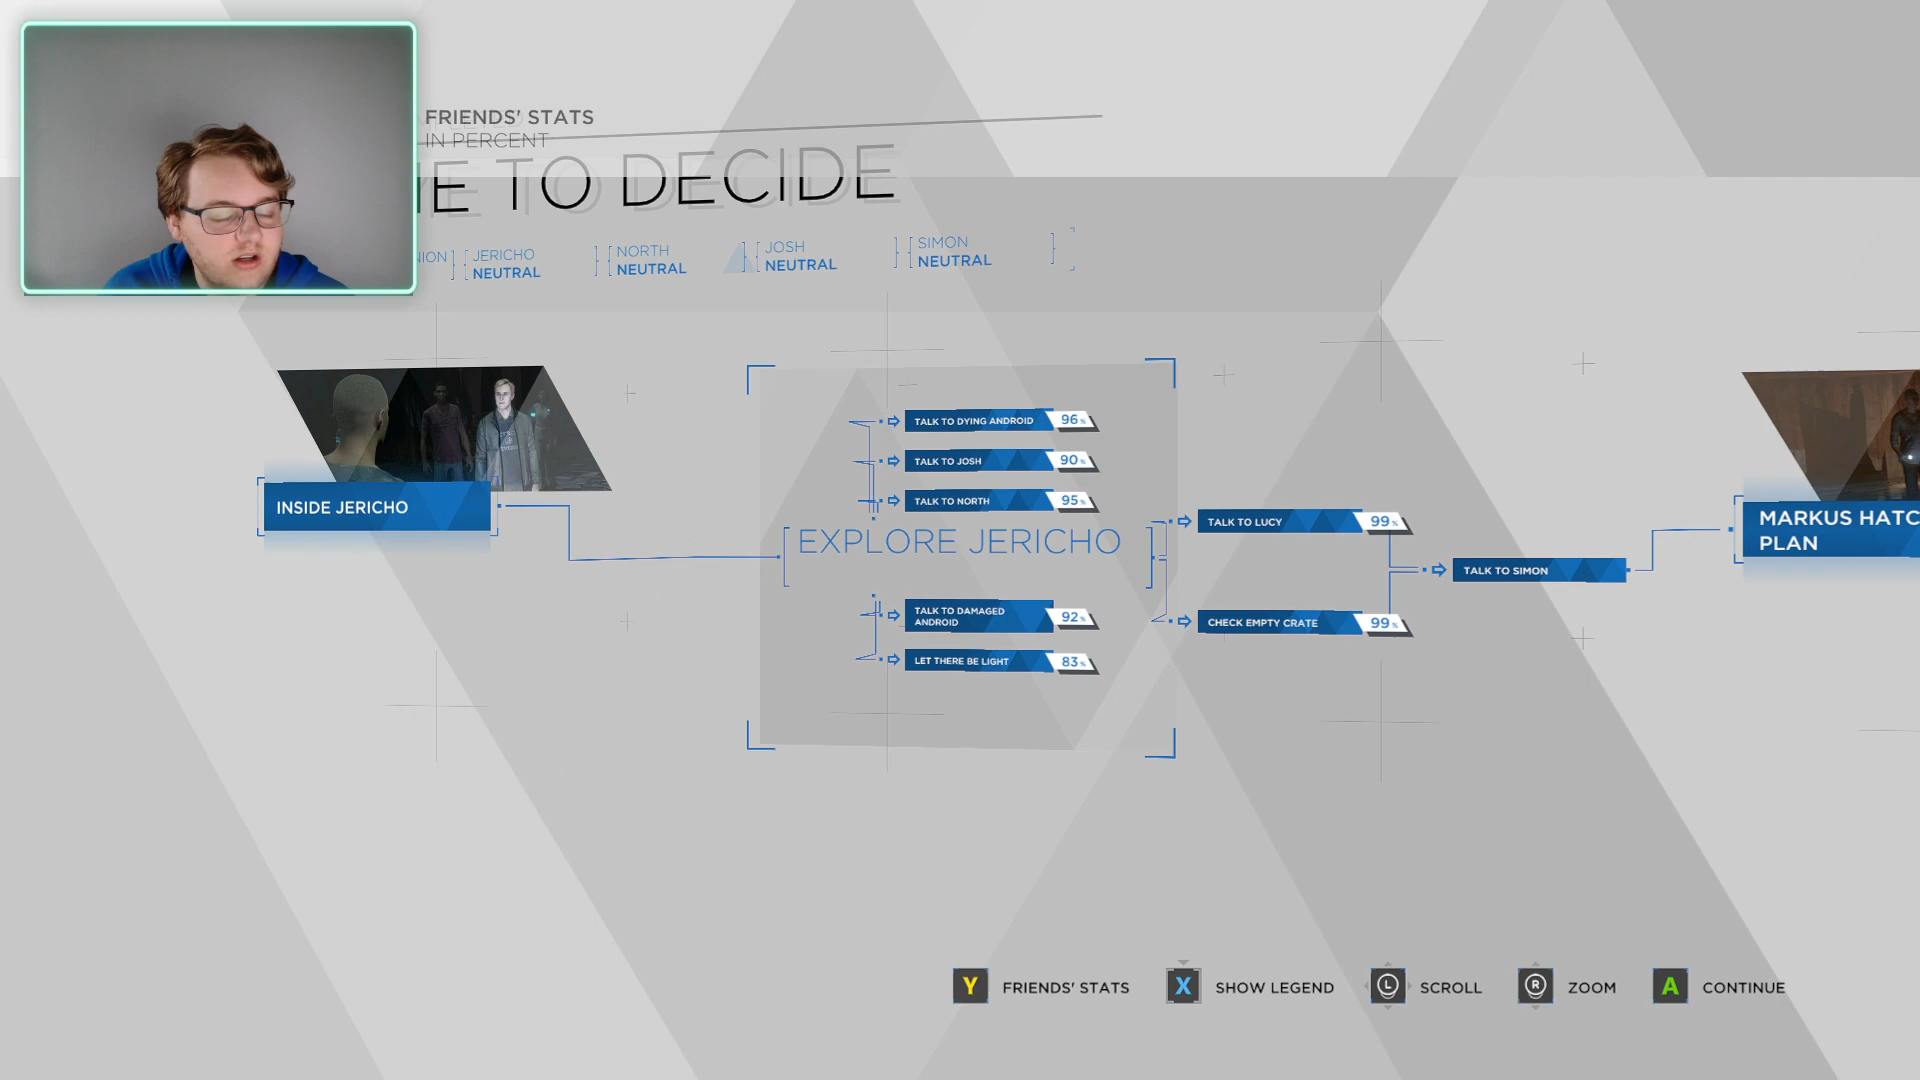 FRIENDS' STATS
IN PERCENT
ME TO DECIDE
NION
JERICHO
NEUTRAL
NORTH
NEUTRAL
JOSH
NEUTRAL
SIMON
NEUTRAL
INSIDE JERICHO
TALK TO DYING ANDROID 96%
TALK TO JOSH 90%
TALK TO NORTH 95%
EXPLORE JERICHO
TALK TO DAMAGED
ANDROID 92%
LET THERE BE LIGHT 83%
TALK TO LUCY 99%
CHECK EMPTY CRATE 99%
TALK TO SIMON
MARKUS HATC
PLAN
Y FRIENDS' STATS X SHOW LEGEND L SCROLL R ZOOM A CONTINUE